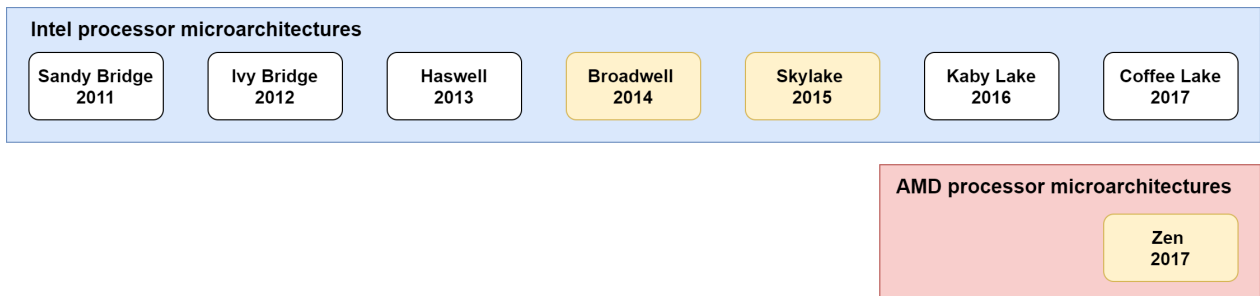 Intel processor microarchitectures
Sandy Bridge
2011
Ivy Bridge
2012
Haswell
2013
Broadwell
2014
Skylake
2015
Kaby Lake
2016
Coffee Lake
2017
AMD processor microarchitectures
Zen
2017